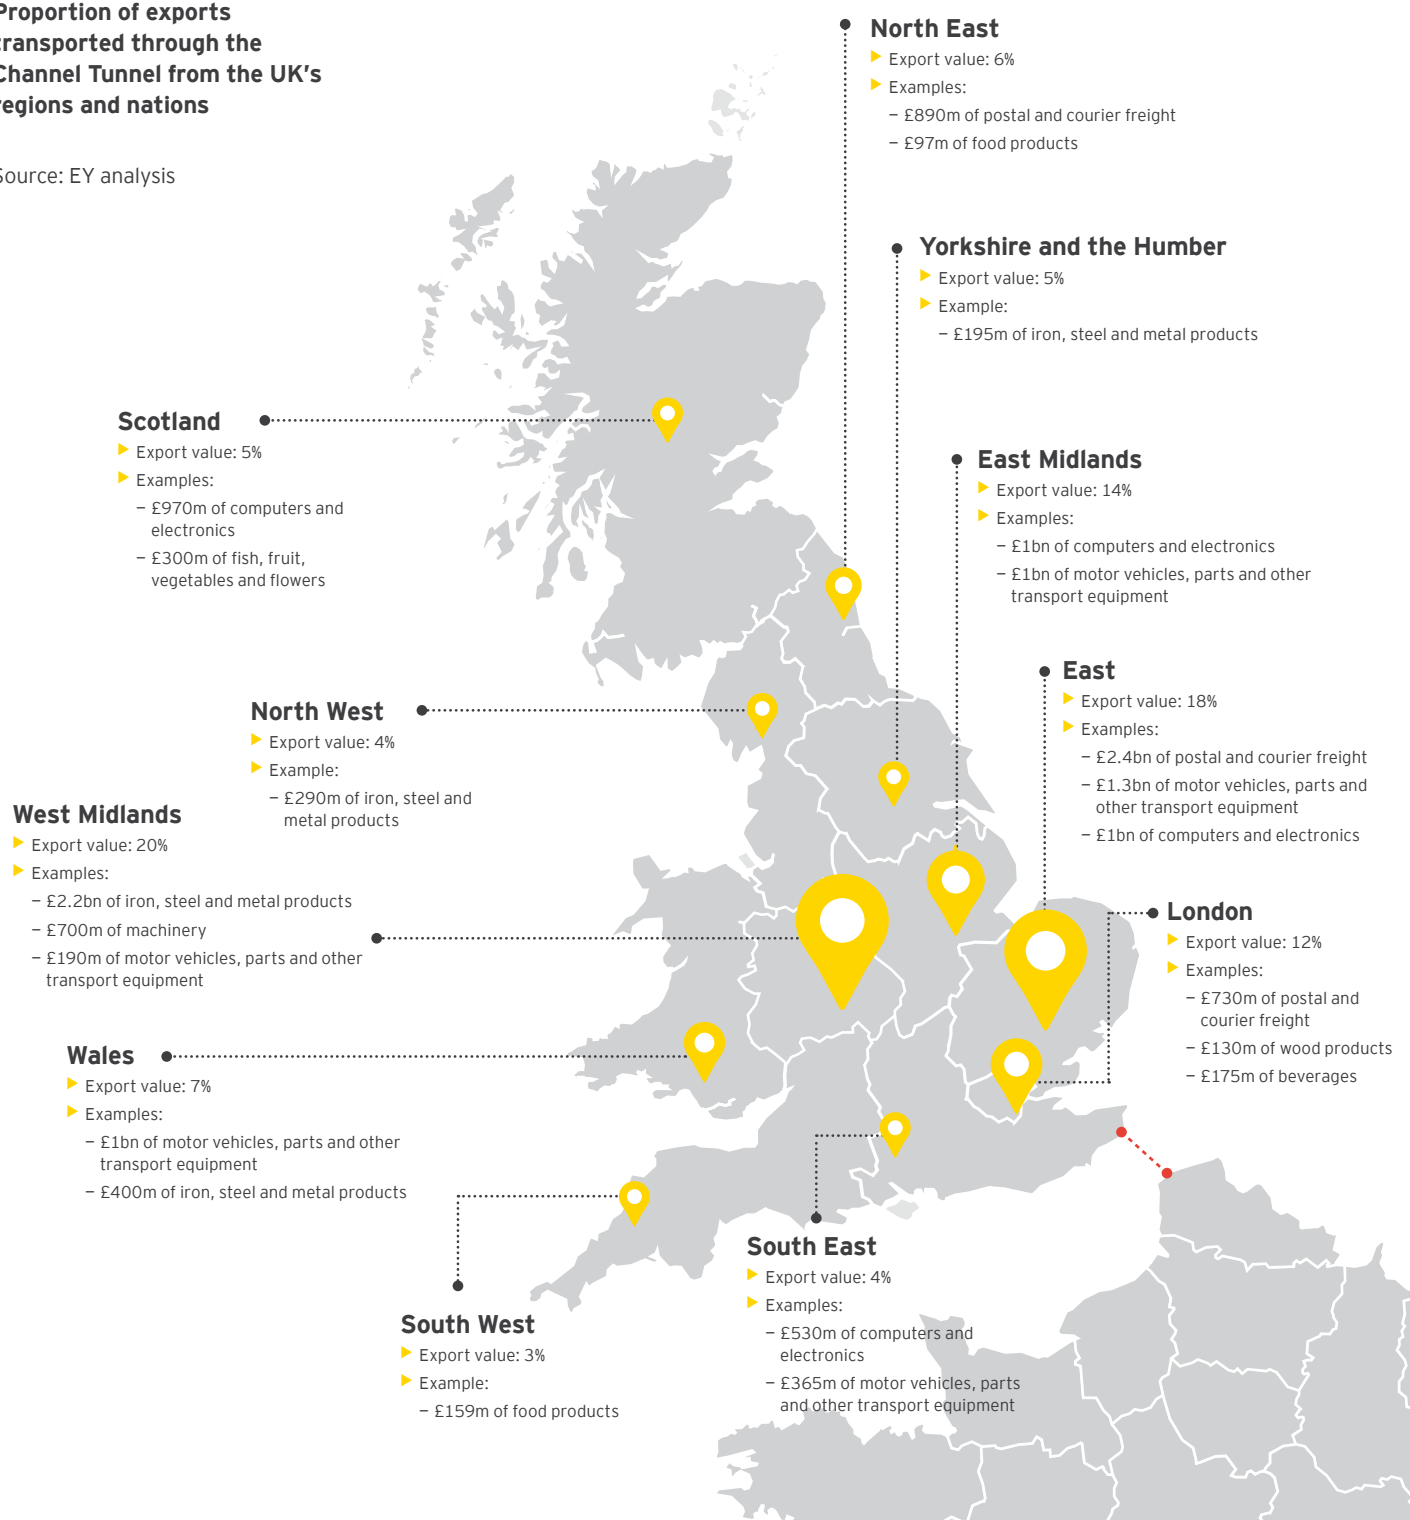 Proportion of exports
transported through the
Channel Tunnel from the UK's
regions and nations
Source: EY analysis
North East
Export value: 6%
Examples:
– £890m of postal and courier freight
– £97m of food products
Yorkshire and the Humber
Export value: 5%
Example:
– £195m of iron, steel and metal products
Scotland
Export value: 5%
Examples:
– £970m of computers and
electronics
– £300m of fish, fruit,
vegetables and flowers
East Midlands
Export value: 14%
Examples:
– £1bn of computers and electronics
– £1bn of motor vehicles, parts and other
transport equipment
East
Export value: 18%
Examples:
– £2.4bn of postal and courier freight
– £1.3bn of motor vehicles, parts and
other transport equipment
– £1bn of computers and electronics
North West
Export value: 4%
Example:
– £290m of iron, steel and
metal products
West Midlands
Export value: 20%
Examples:
– £2.2bn of iron, steel and metal products
– £700m of machinery
– £190m of motor vehicles, parts and other
transport equipment
London
Export value: 12%
Examples:
– £730m of postal and
courier freight
– £130m of wood products
– £175m of beverages
Wales
Export value: 7%
Examples:
– £1bn of motor vehicles, parts and other
transport equipment
– £400m of iron, steel and metal products
South East
Export value: 4%
Examples:
– £530m of computers and
electronics
– £365m of motor vehicles, parts
and other transport equipment
South West
Export value: 3%
Example:
– £159m of food products